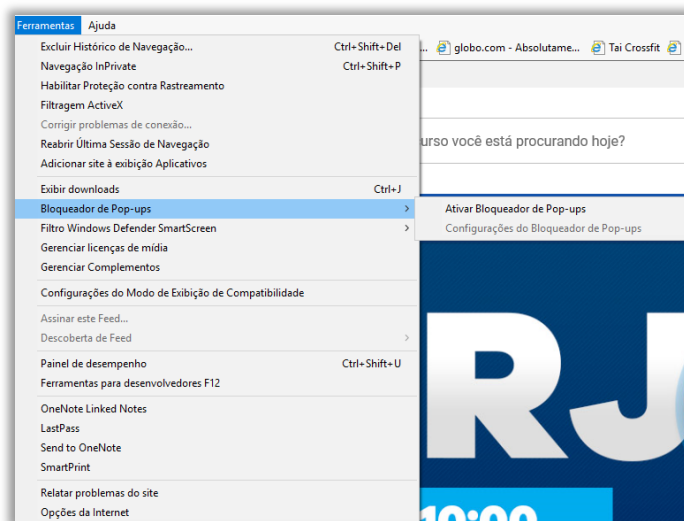 Ferramentas Ajuda
Excluir Histórico de Navegação... Ctrl+Shift+Del
... globo.com - Absolutame... Tai Crossfit
Navegação InPrivate Ctrl+Shift+P
Habilitar Proteção contra Rastreamento
Filtragem ActiveX
Corrigir problemas de conexão...
urso você está procurando hoje?
Reabrir Última Sessão de Navegação
Adicionar site à exibição Aplicativos
Exibir downloads Ctrl+J
Bloqueador de Pop-ups >
Ativar Bloqueador de Pop-ups
Filtro Windows Defender SmartScreen >
Configurações do Bloqueador de Pop-ups
Gerenciar licenças de mídia
Gerenciar Complementos
Configurações do Modo de Exibição de Compatibilidade
Assinar este Feed...
Descoberta de Feed >
Painel de desempenho Ctrl+Shift+U
Ferramentas para desenvolvedores F12
OneNote Linked Notes
LastPass
Send to OneNote
SmartPrint
Relatar problemas do site
Opções da Internet
RJ